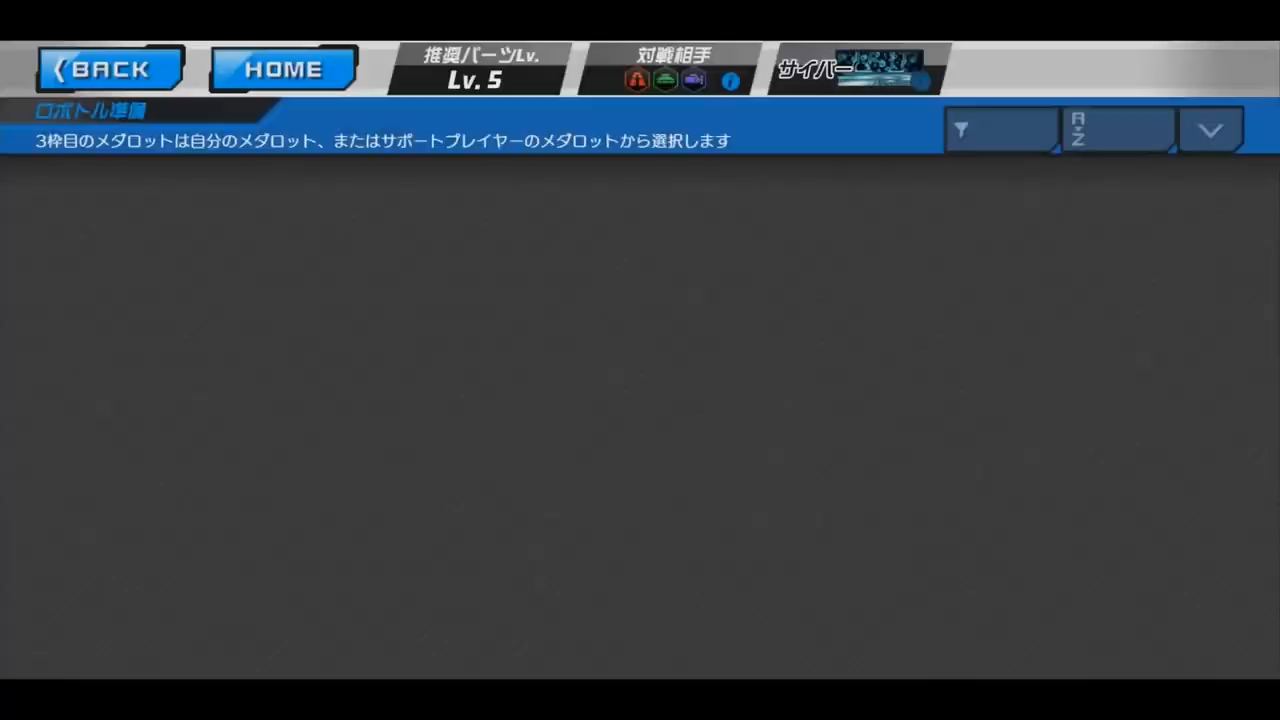 BACK
HOME
推奨パーツLv.
Lv. 5
対戦相手
サイバー
ロボトル準備
3枠目のメダロットは自分のメダロット、またはサポートプレイヤーのメダロットから選択します
A
Z